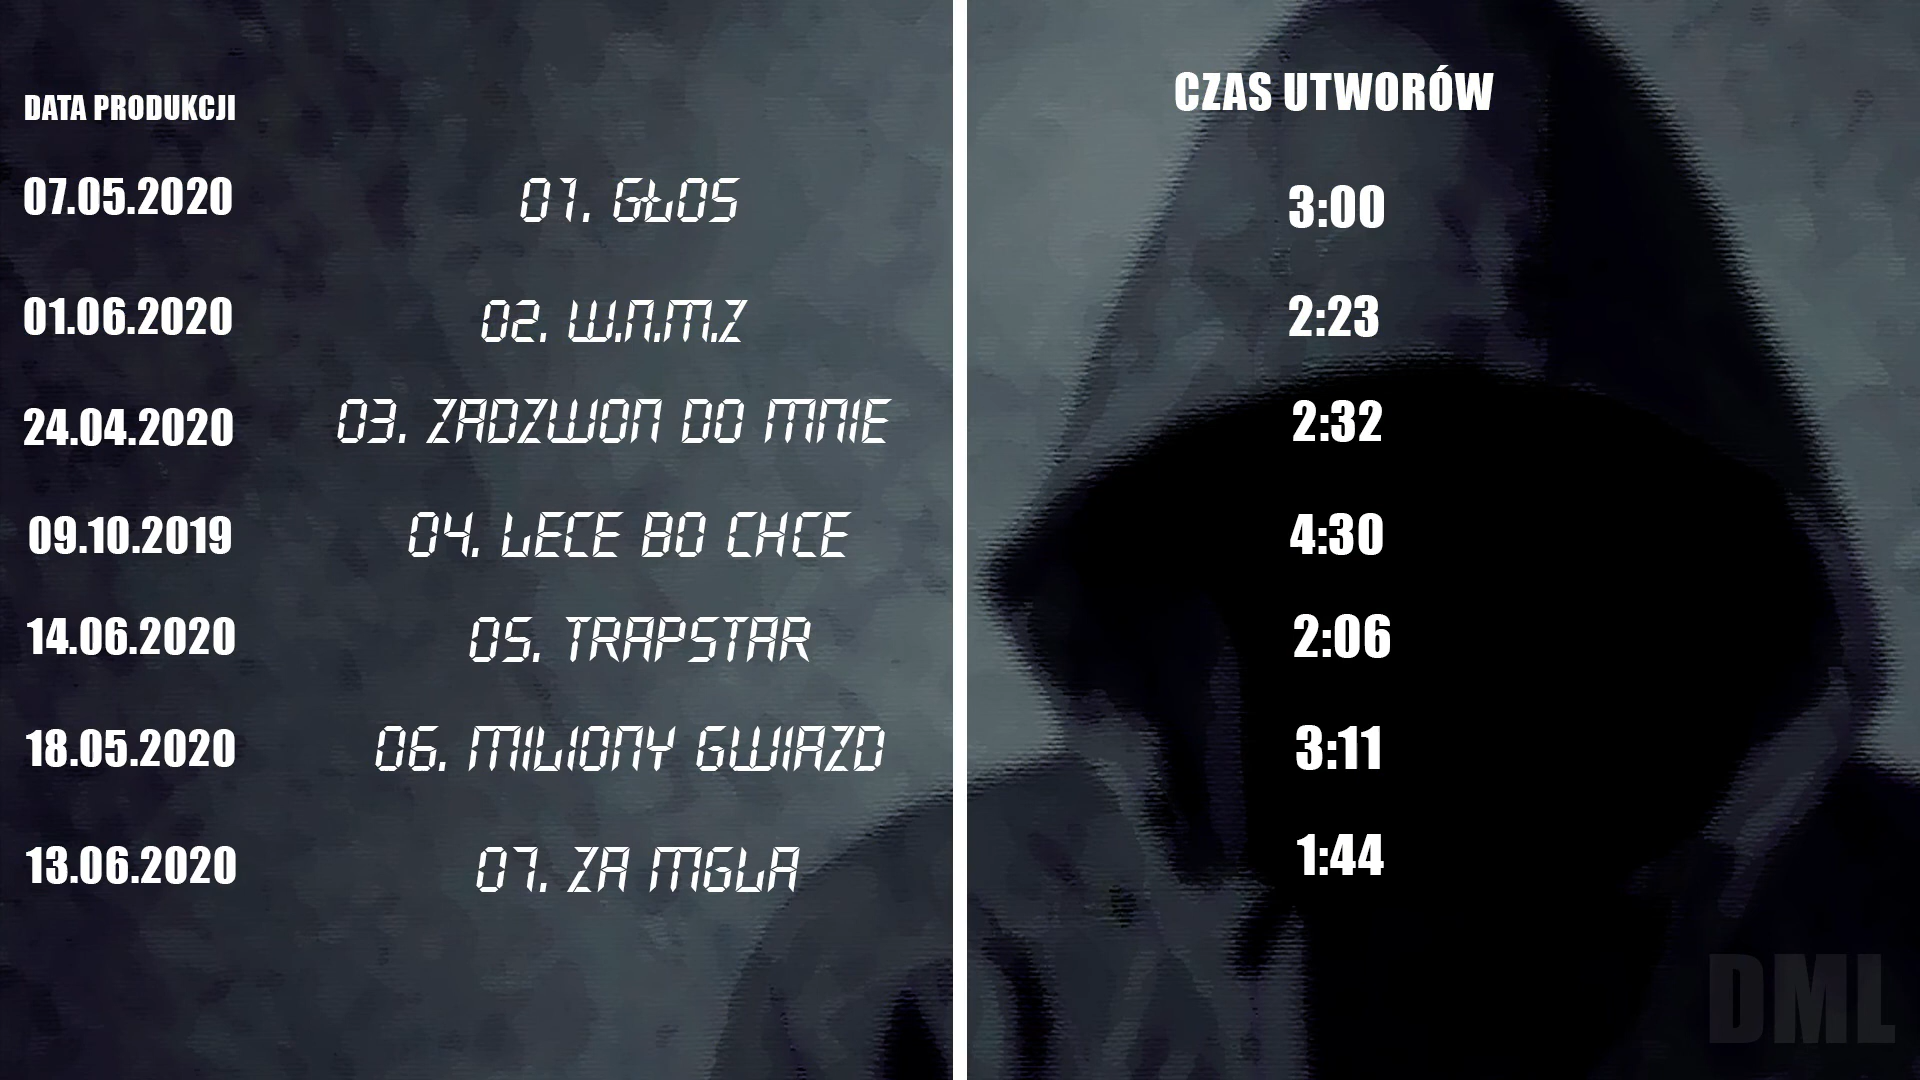 DATA PRODUKCJI
CZAS UTWORÓW
07.05.2020 01. GŁOS 3:00
01.06.2020 02. W.N.M.Z 2:23
24.04.2020 03. ZADZWON DO MNIE 2:32
09.10.2019 04. LECE BO CHCE 4:30
14.06.2020 05. TRAPSTAR 2:06
18.05.2020 06. MILIONY GWIAZD 3:11
13.06.2020 07. ZA MGLA 1:44
DML